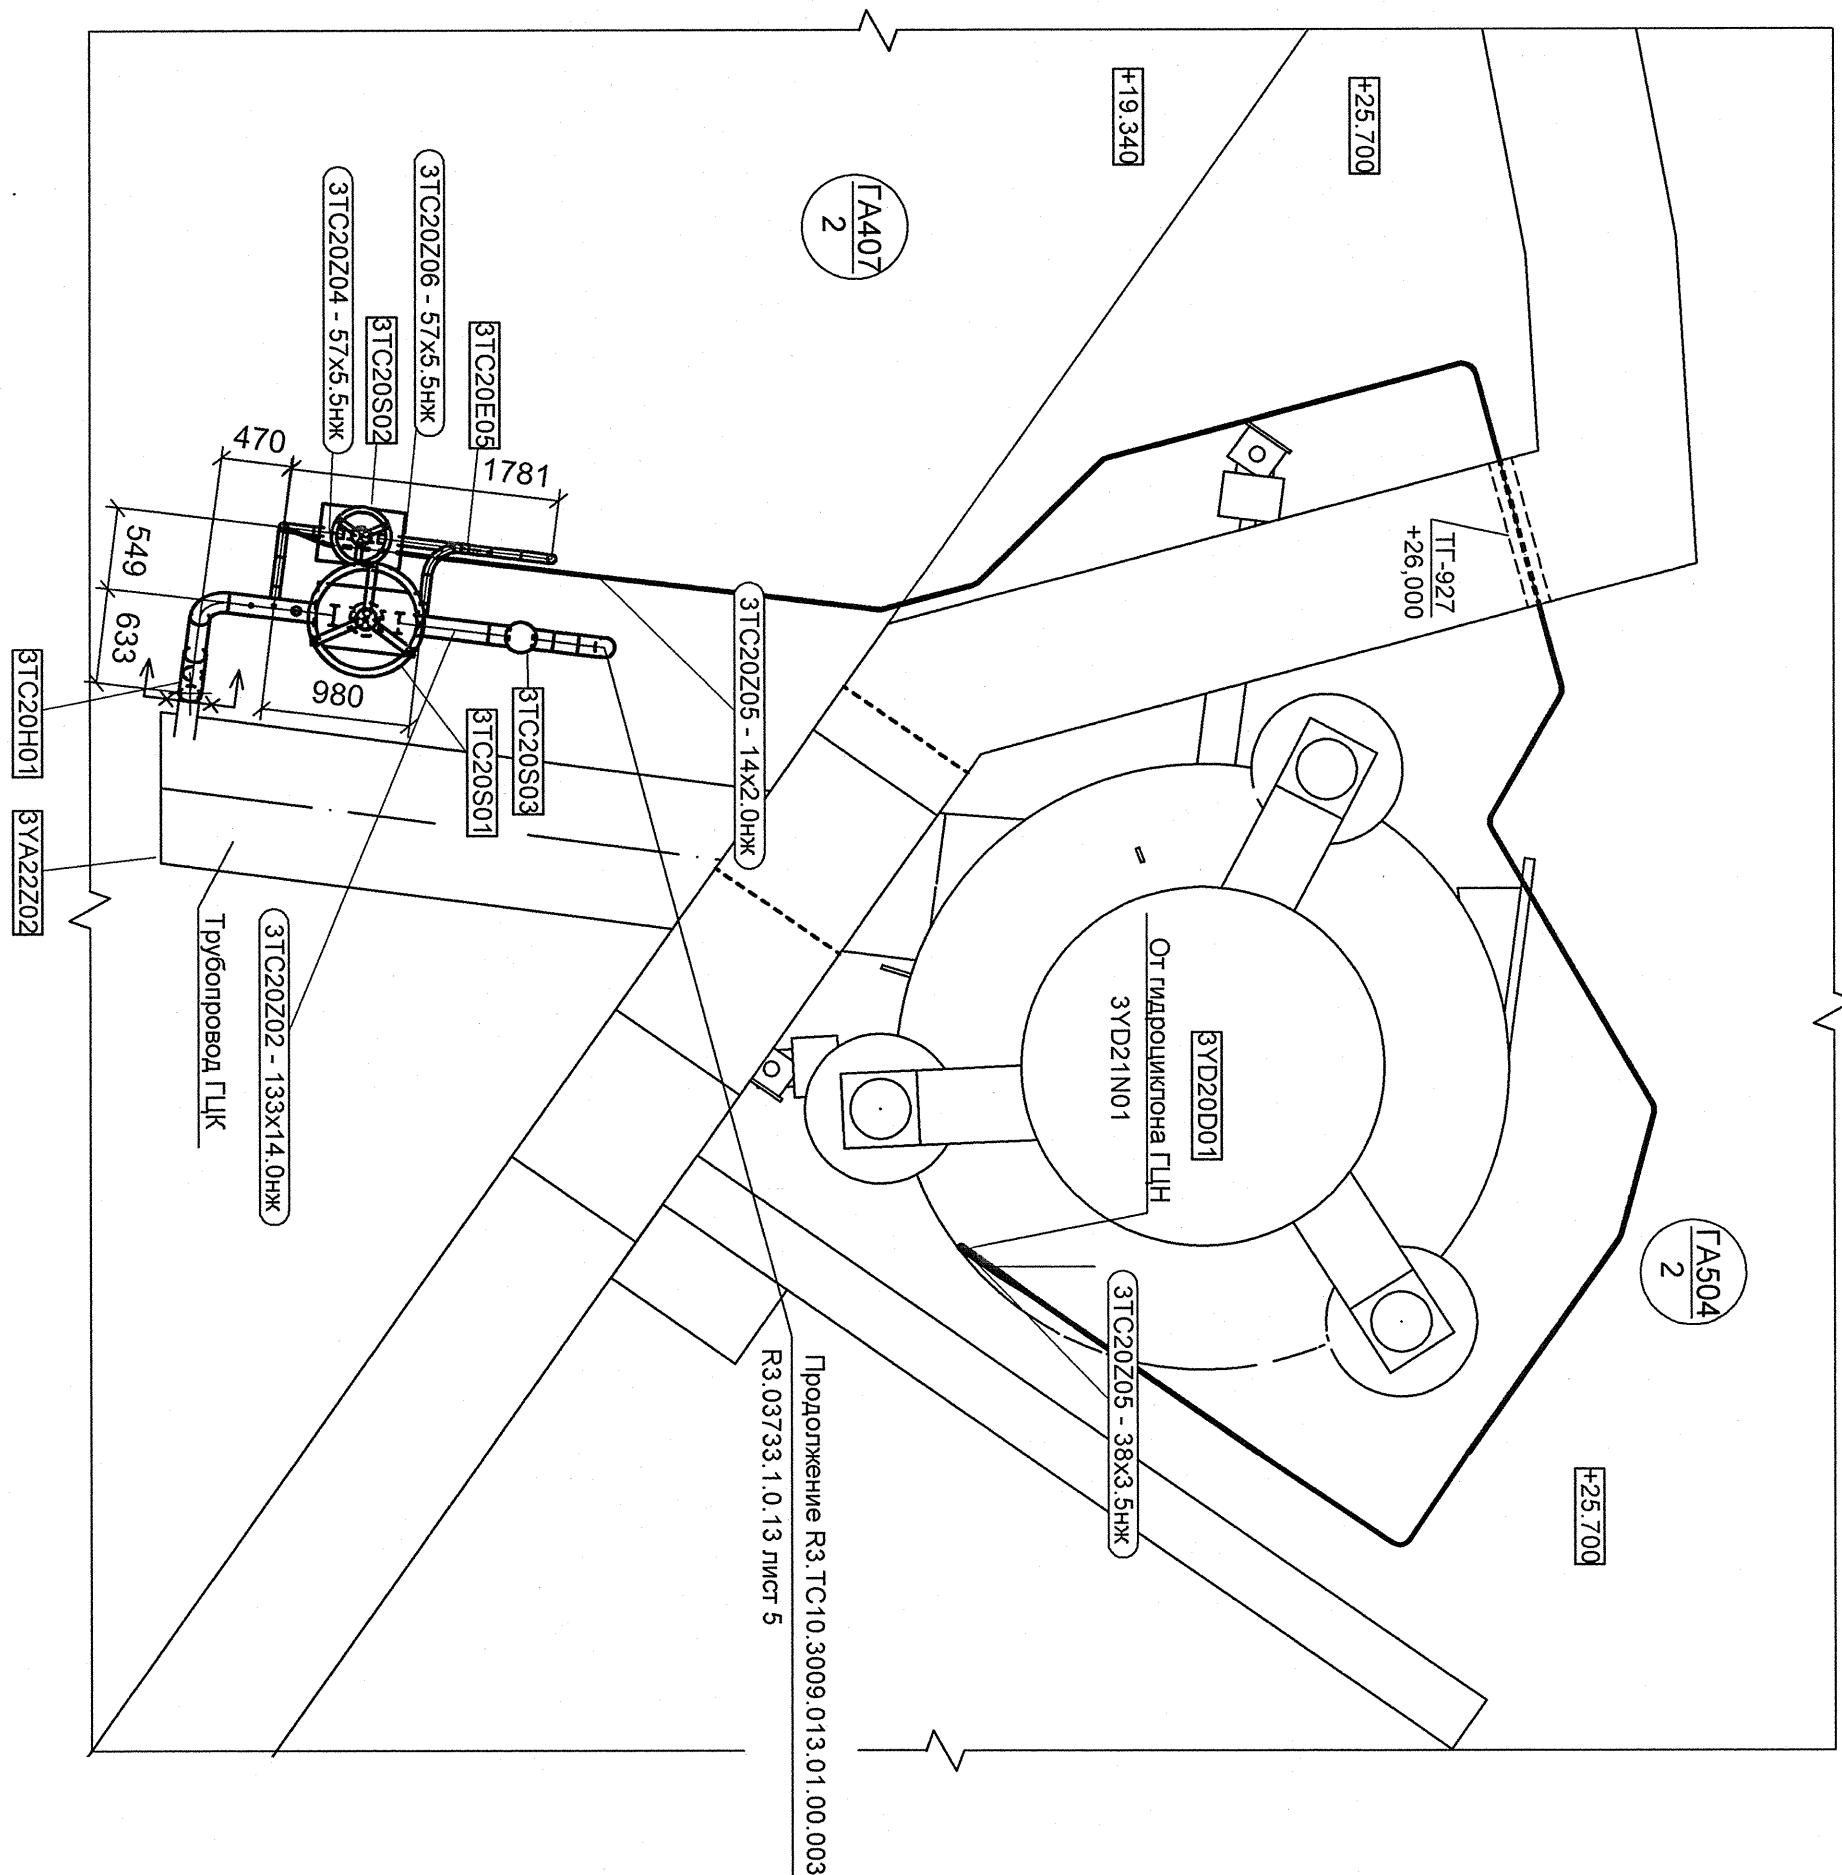 +25.700
+19.340
ГА407
2
3TC20Z06 - 57x5.5нж
3TC20Z04 - 57x5.5нж
3TC20S02
3TC20E05
1781
470
549
633
980
3TC20H01
3YA22Z02
3TC20S03
3TC20S01
3TC20Z05 - 14x2.0нж
ТГ-927
+26,000
3TC20Z02 - 133x14.0нж
Трубопровод ГЦК
3YD20D01
От гидроциклона ГЦН
3YD21N01
ГА504
2
3TC20Z05 - 38x3.5нж
+25.700
Продолжение R3.TC10.3009.013.01.00.003
R3.03733.1.0.13 лист 5